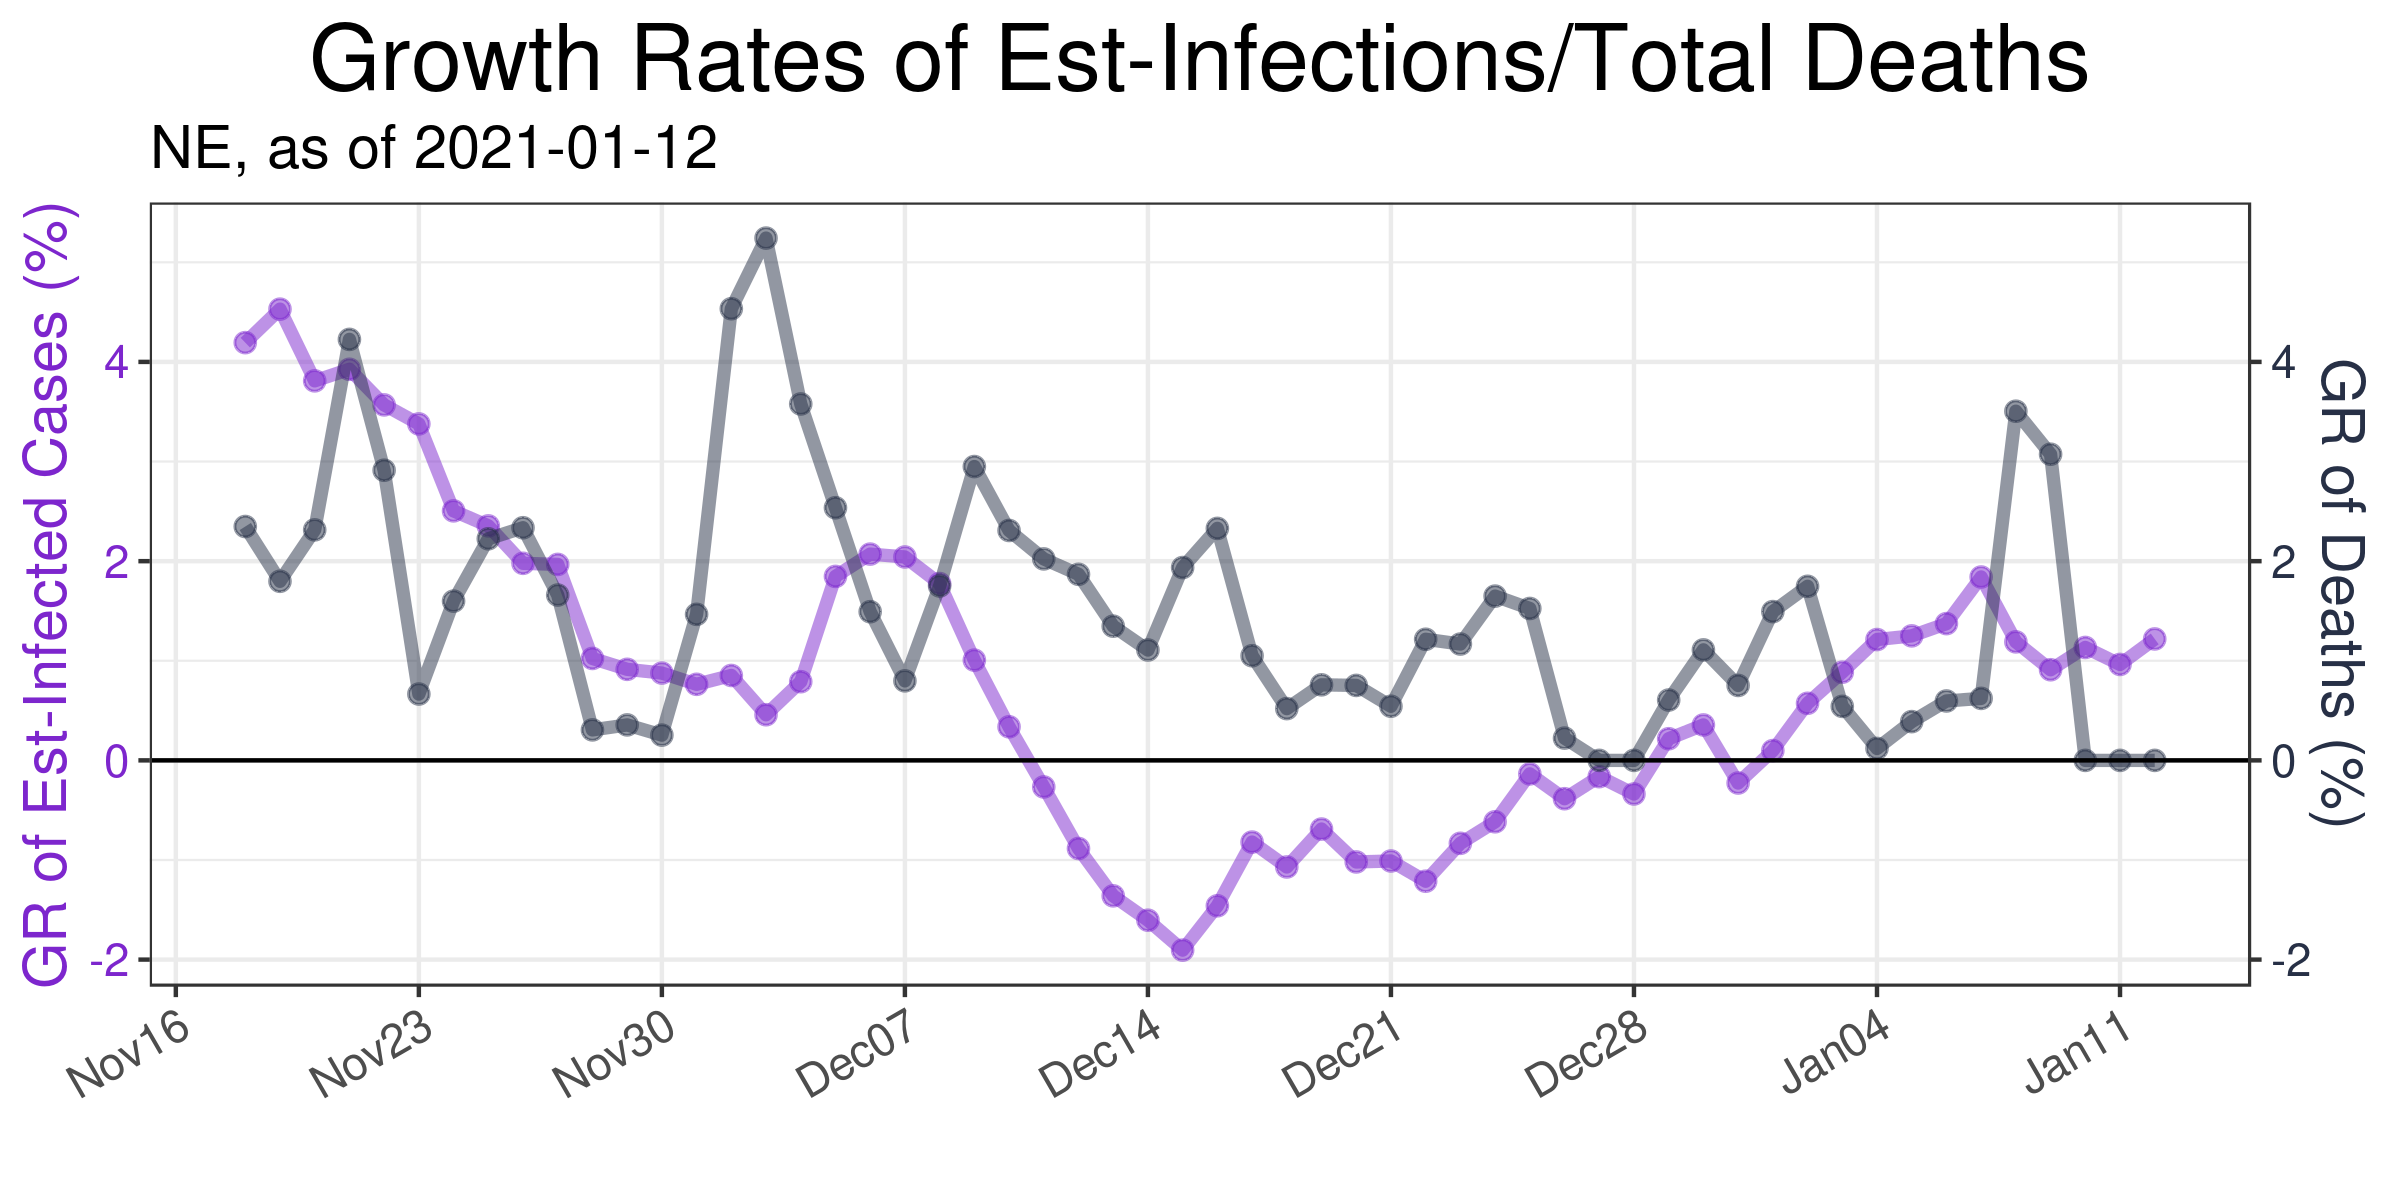 Growth Rates of Est-Infections/Total Deaths
NE, as of 2021-01-12
GR of Est-Infected Cases (%)
4
2
0
-2
4
2
0
-2
GR of Deaths (%)
Nov16
Nov23
Nov30
Dec07
Dec14
Dec21
Dec28
Jan04
Jan11